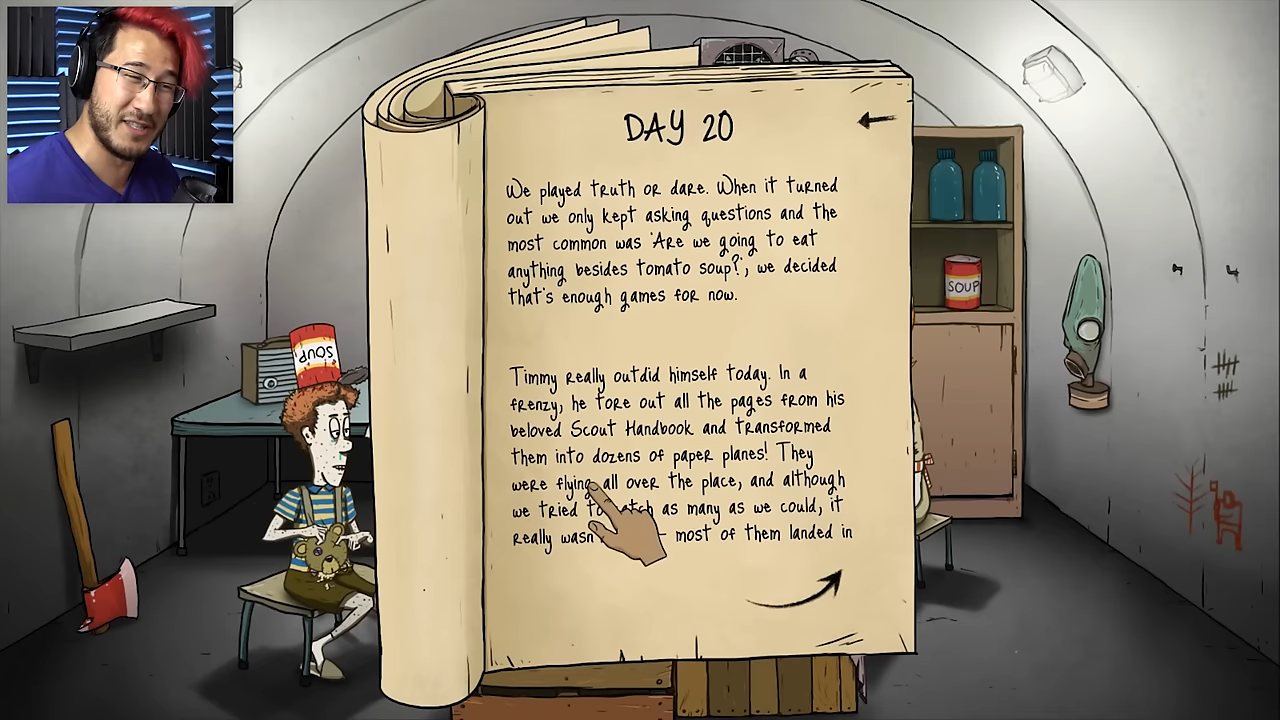 DAY 20
We played truth or dare. When it turned
out we only kept asking questions and the
most common was 'Are we going to eat
anything besides tomato soup?', we decided
that's enough games for now.
Timmy really outdid himself today. In a
frenzy, he tore out all the pages from his
beloved Scout Handbook and transformed
them into dozens of paper planes! They
were flying all over the place, and although
we tried as many as we could, it
really most of them landed in
SOUP
SOUP